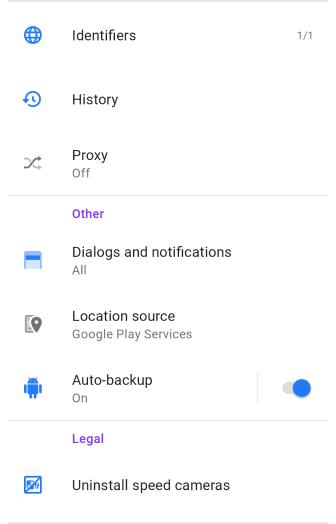 Identifiers
1/1
History
Proxy
Off
Other
Dialogs and notifications
All
Location source
Google Play Services
Auto-backup
On
Legal
Uninstall speed cameras